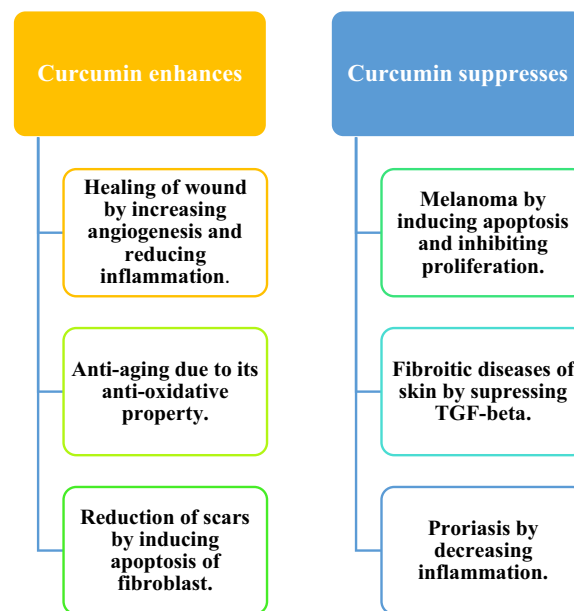 Curcumin enhances
Healing of wound
by increasing
angiogenesis and
reducing
inflammation.
Anti-aging due to its
anti-oxidative
property.
Reduction of scars
by inducing
apoptosis of
fibroblast.
Curcumin suppresses
Melanoma by
inducing apoptosis
and inhibiting
proliferation.
Fibroitic diseases of
skin by supressing
TGF-beta.
Proriasis by
decreasing
inflammation.